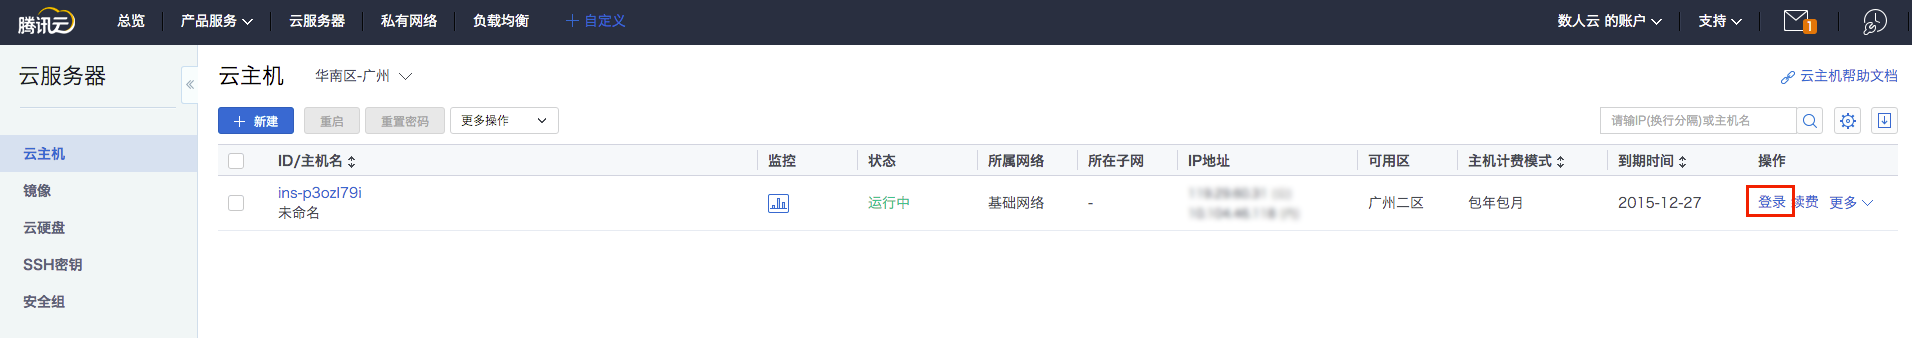 腾讯云 总览 产品服务 云服务器 私有网络 负载均衡 自定义 数人云 的账户 支持 1
云服务器
云主机 华南区-广州 云主机帮助文档
新建 重启 重置密码 更多操作 请输IP(换行分隔)或主机名
云主机
镜像
云硬盘
SSH密钥
安全组
ID/主机名 监控 状态 所属网络 所在子网 IP地址 可用区 主机计费模式 到期时间 操作
ins-p3ozl79i
未命名 运行中 基础网络 - 广州二区 包年包月 2015-12-27 登录 续费 更多